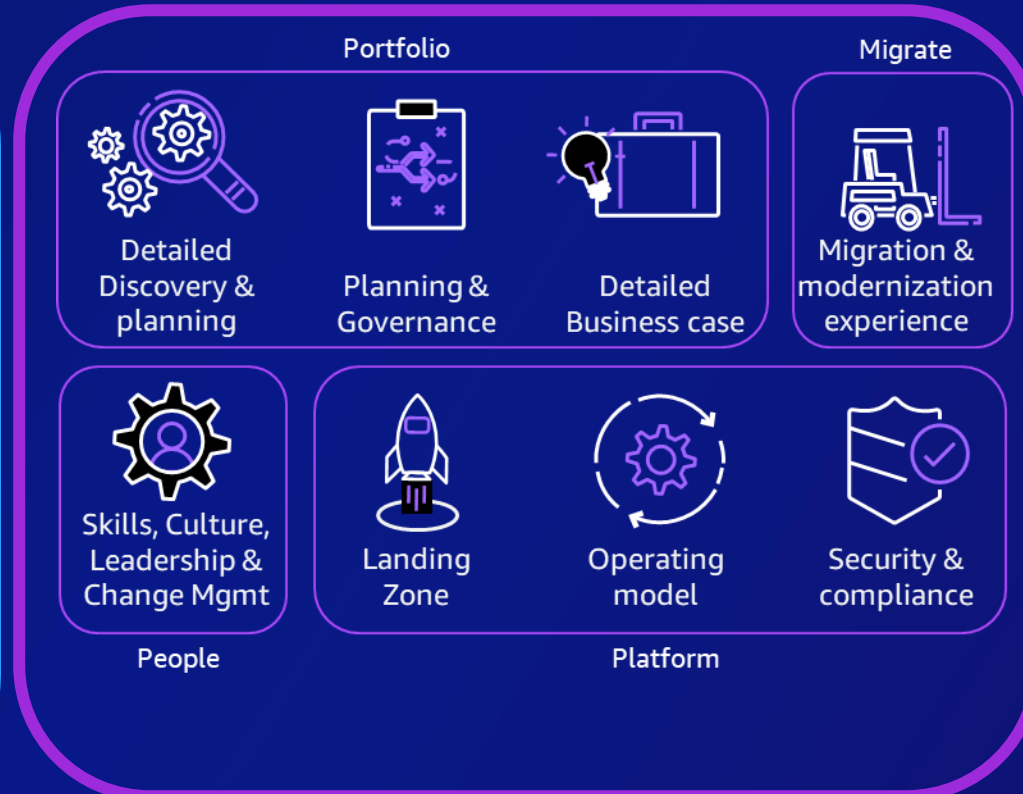 Portfolio
Migrate
Detailed
Discovery &
planning
Planning &
Governance
Detailed
Business case
Migration &
modernization
experience
Skills, Culture,
Leadership &
Change Mgmt
Landing
Zone
Operating
model
Security &
compliance
People
Platform